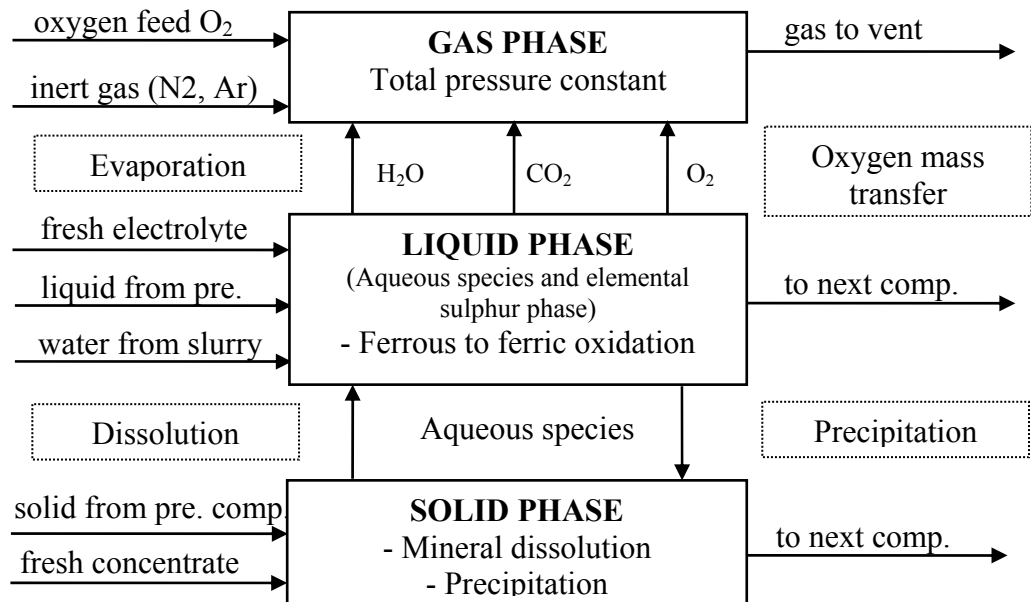 oxygen feed O₂
GAS PHASE
Total pressure constant
gas to vent
inert gas (N2, Ar)
Evaporation
H₂O
CO₂
O₂
Oxygen mass
transfer
fresh electrolyte
LIQUID PHASE
(Aqueous species and elemental
sulphur phase)
- Ferrous to ferric oxidation
liquid from pre.
to next comp.
water from slurry
Dissolution
Aqueous species
Precipitation
solid from pre. comp.
SOLID PHASE
- Mineral dissolution
- Precipitation
to next comp.
fresh concentrate